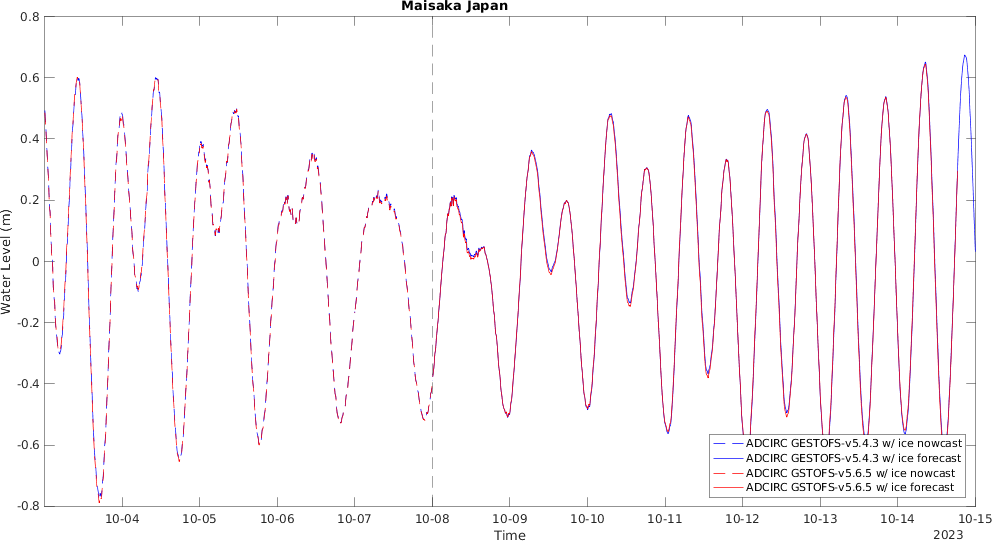 Maisaka Japan
0.8
0.6
0.4
0.2
0
-0.2
-0.4
-0.6
-0.8
Water Level (m)
ADCIRC GESTOFS-v5.4.3 w/ ice nowcast
ADCIRC GESTOFS-v5.4.3 w/ ice forecast
ADCIRC GSTOFS-v5.6.5 w/ ice nowcast
ADCIRC GSTOFS-v5.6.5 w/ ice forecast
10-04 10-05 10-06 10-07 10-08 10-09 10-10 10-11 10-12 10-13 10-14 10-15
Time
2023